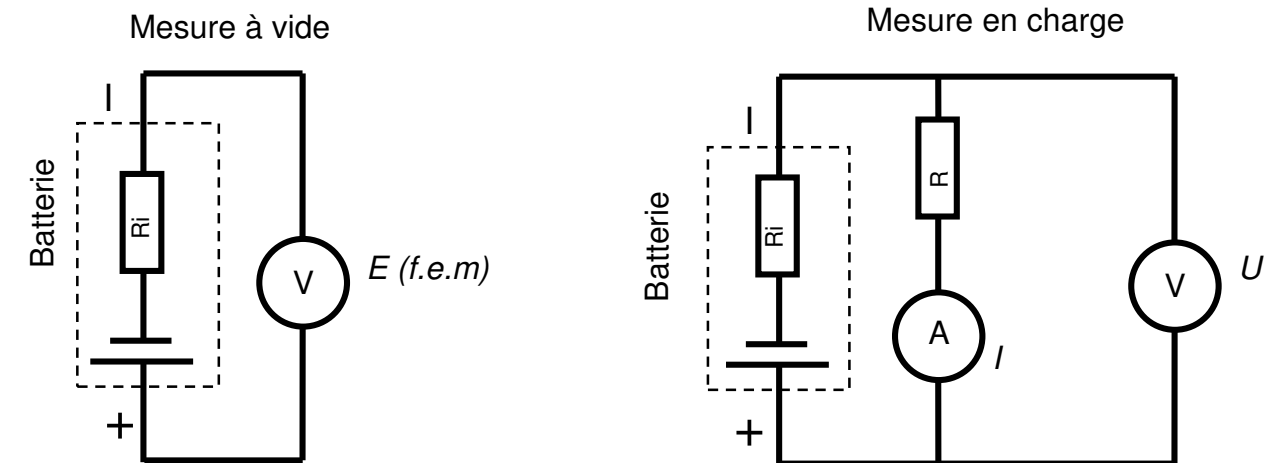 Mesure à vide
Batterie
Ri
V
E (f.e.m)
+
Mesure en charge
Batterie
Ri
R
A
I
V
U
+